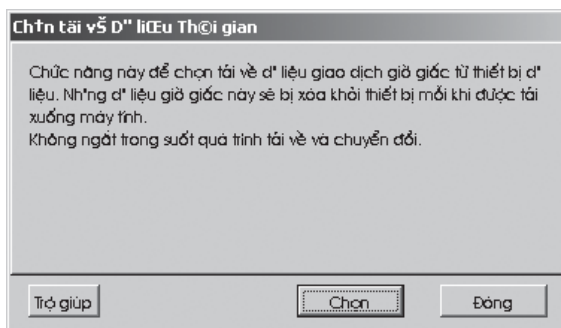 Ch†n tãi vŠ D" liŒu Th©i gian
Chức nàng này để chọn tải về d" liệu giao dịch giờ giấc từ thiết bị d"
liệu. Nh"ng d" liệu giờ giấc này sẽ bị xóa khỏi thiết bị mỗi khi được tải
xuống máy tính.
Không ngắt trong suốt quá trình tải về và chuyển đổi.
Trợ giúp
Chọn
Đóng